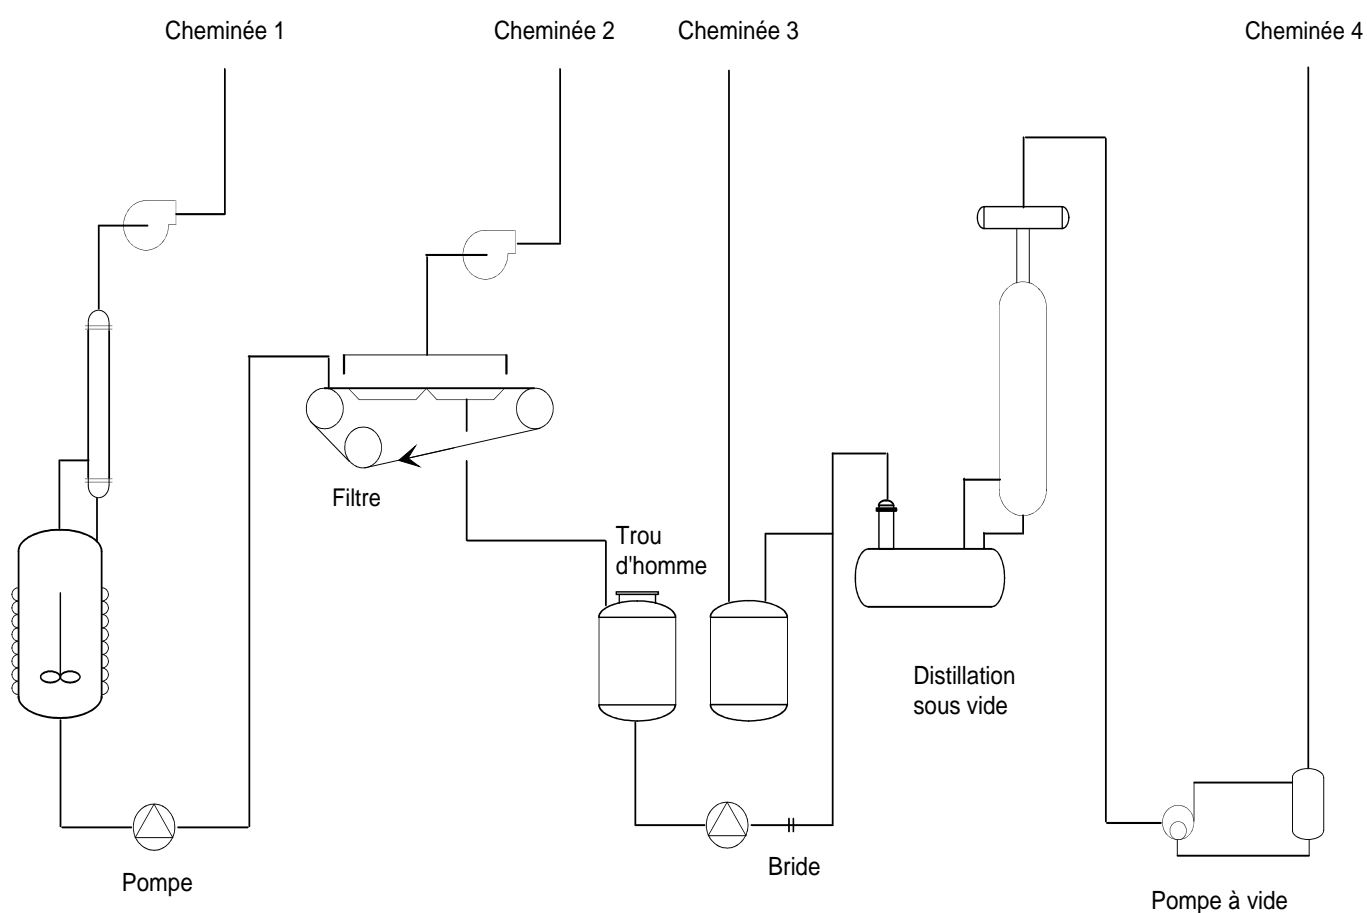 Cheminée 1
Cheminée 2
Cheminée 3
Cheminée 4
Filtre
Trou
d'homme
Distillation
sous vide
Bride
Pompe
Pompe à vide